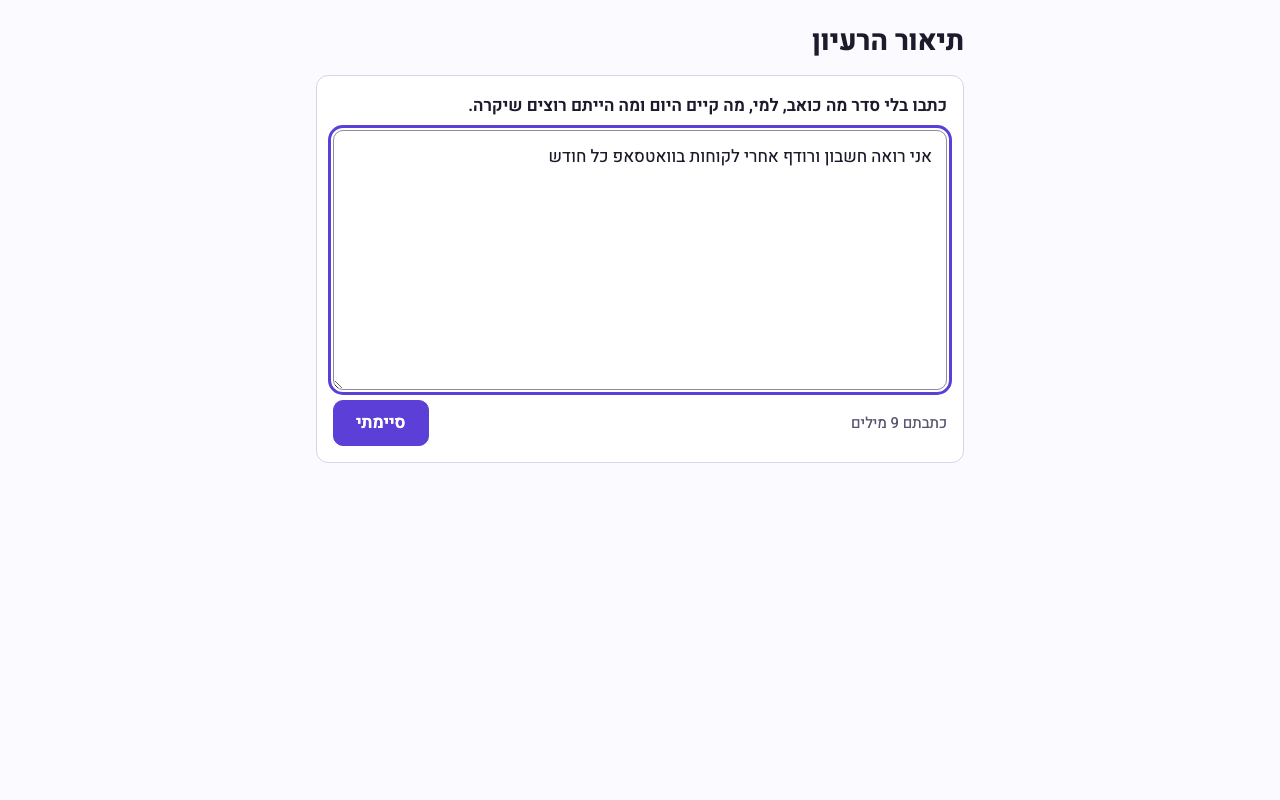 תיאור הרעיון
כתבו בלי סדר מה כואב, למי, מה קיים היום ומה הייתם רוצים שיקרה.
אני רואה חשבון ורודף אחרי לקוחות בוואטסאפ כל חודש
כתבתם 9 מילים
סיימתי